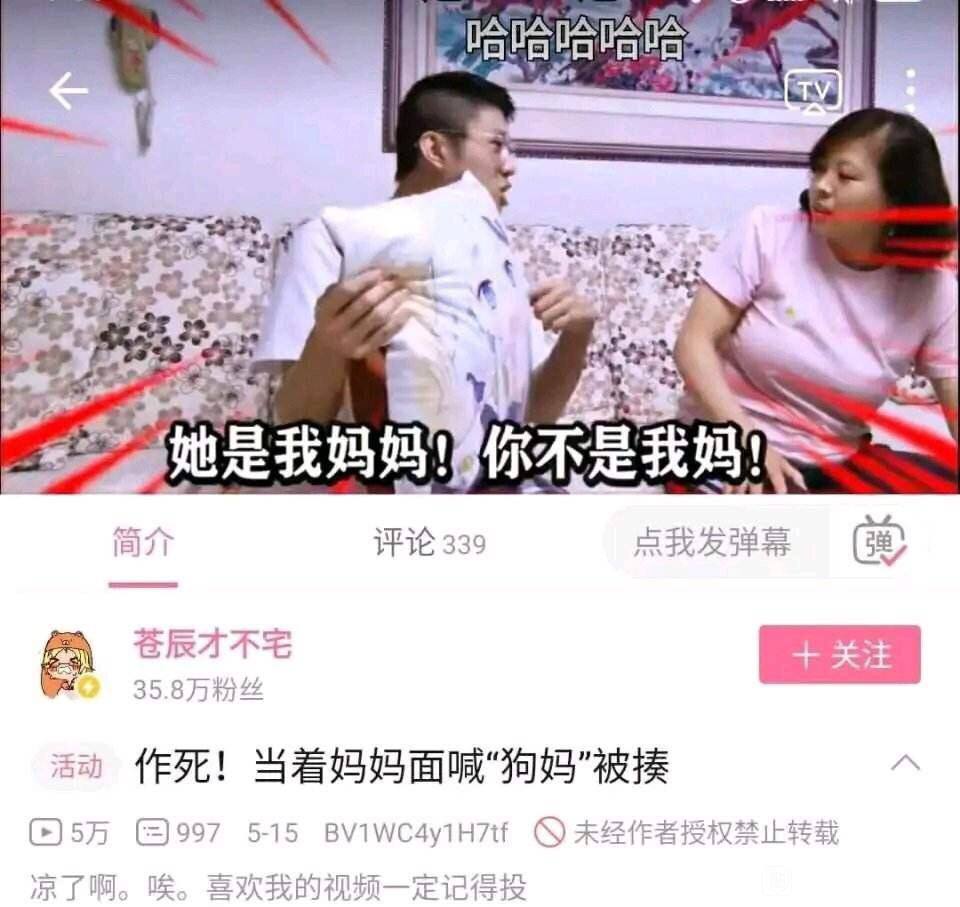 哈哈哈哈哈
TV
她是我妈妈！你不是我妈！
简介
评论 339
点我发弹幕
弹
苍辰才不宅
35.8万粉丝
＋ 关注
活动 作死！当着妈妈面喊“狗妈”被揍
5万 997 5-15 BV1WC4y1H7tf 未经作者授权禁止转载
凉了啊。唉。喜欢我的视频一定记得投